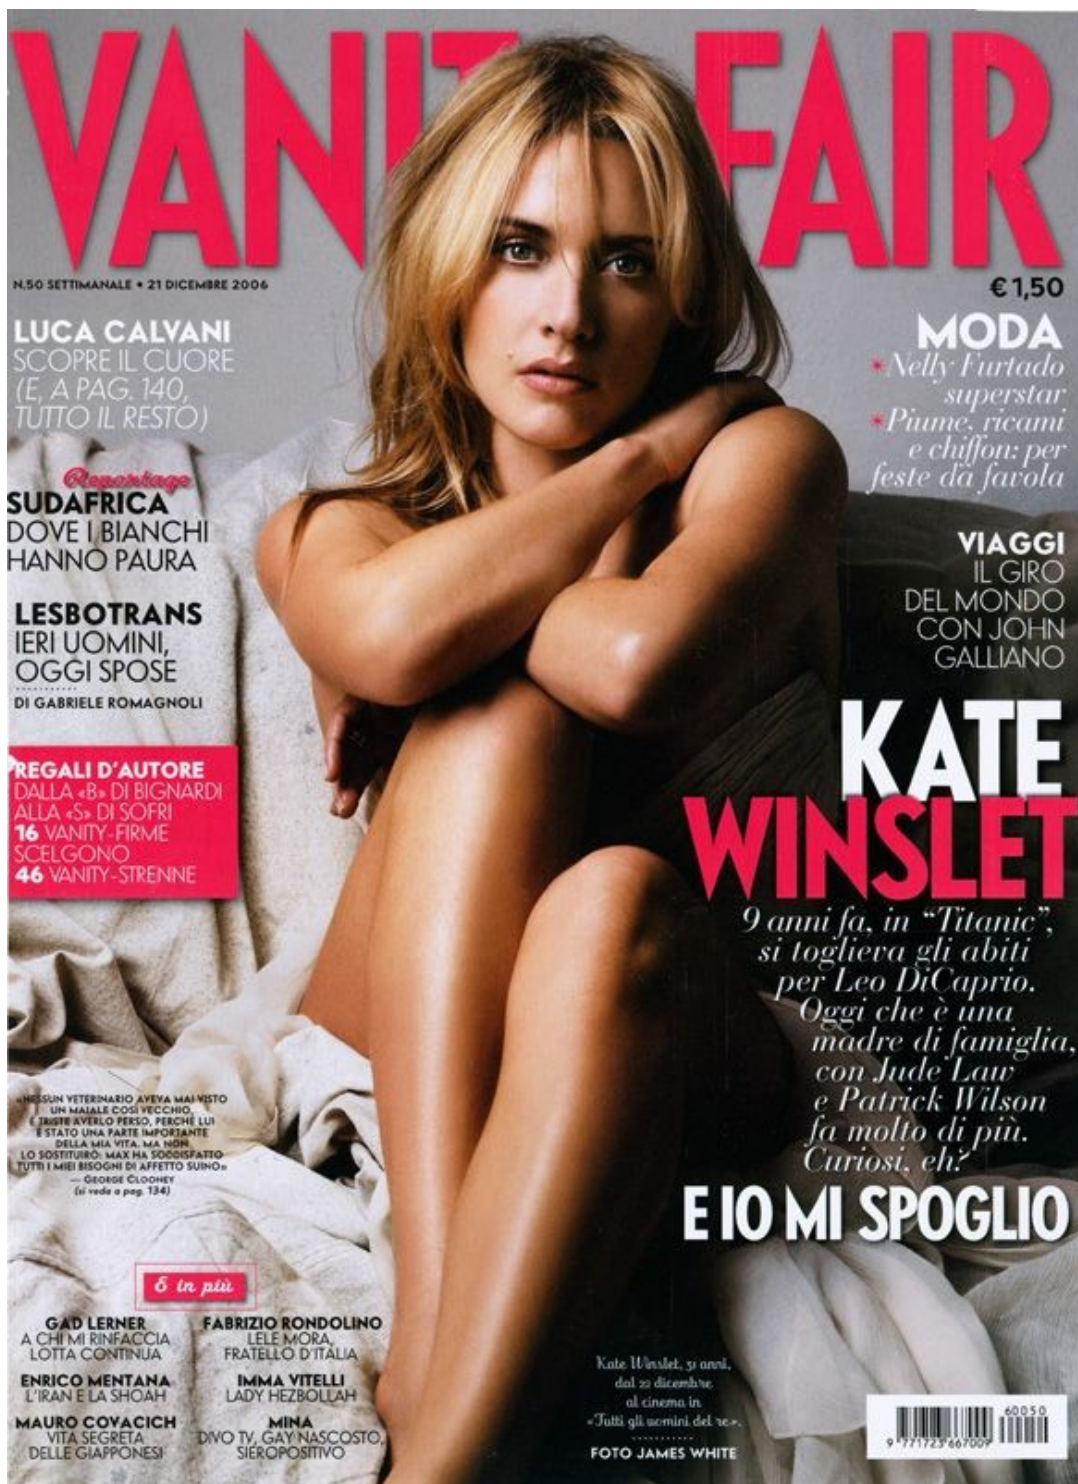 VANITY FAIR
N.50 SETTIMANALE • 21 DICEMBRE 2006
€ 1,50
LUCA CALVANI
SCOPRE IL CUORE
(E, A PAG. 140,
TUTTO IL RESTO)
Reportage
SUDAFRICA
DOVE I BIANCHI
HANNO PAURA
LESBOTRANS
IERI UOMINI,
OGGI SPOSE
DI GABRIELE ROMAGNOLI
REGALI D'AUTORE
DALLA «B» DI BIGNARDI
ALLA «S» DI SOFRI
16 VANITY-FIRME
SCELGONO
46 VANITY-STRENNE
MODA
*Nelly Furtado
superstar
*Piume, ricami
e chiffon: per
feste da favola
VIAGGI
IL GIRO
DEL MONDO
CON JOHN
GALLIANO
KATE
WINSLET
9 anni fa, in “Titanic”,
si toglieva gli abiti
per Leo DiCaprio.
Oggi che è una
madre di famiglia,
con Jude Law
e Patrick Wilson
fa molto di più.
Curiosi, eh?
E IO MI SPOGLIO
«NESSUN VETERINARIO AVEVA MAI VISTO
UN MAIALE COSÌ VECCHIO.
È TRISTE AVERLO PERSO, PERCHÉ LUI
È STATO UNA PARTE IMPORTANTE
DELLA MIA VITA. MA NON
LO SOSTITUIRÒ: MAX HA SODDISFATTO
TUTTI I MIEI BISOGNI DI AFFETTO SUINO»
— GEORGE CLOONEY
(si veda a pag. 134)
E in più
GAD LERNER
A CHI MI RINFACCIA
LOTTA CONTINUA
ENRICO MENTANA
L'IRAN E LA SHOAH
MAURO COVACICH
VITA SEGRETA
DELLE GIAPPONESI
FABRIZIO RONDOLINO
LELE MORA,
FRATELLO D'ITALIA
IMMA VITELLI
LADY HEZBOLLAH
MINA
DIVO TV, GAY NASCOSTO,
SIEROPOSITIVO
Kate Winslet, 31 anni,
dal 22 dicembre
al cinema in
«Tutti gli uomini del re».
FOTO JAMES WHITE
60050
9 771723 667009